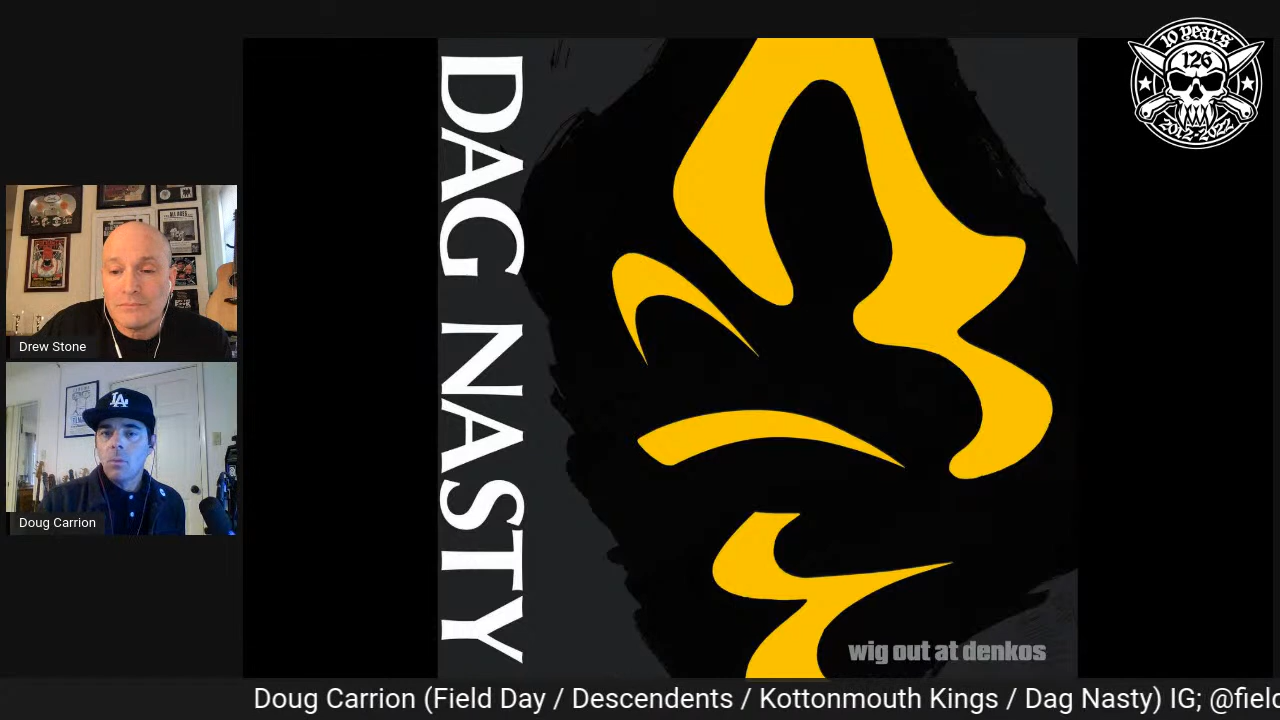 10 years
126
2012-2022
DAG NASTY
Drew Stone
LA
Doug Carrion
wig out at denkos
Doug Carrion (Field Day / Descendents / Kottonmouth Kings / Dag Nasty) IG; @field